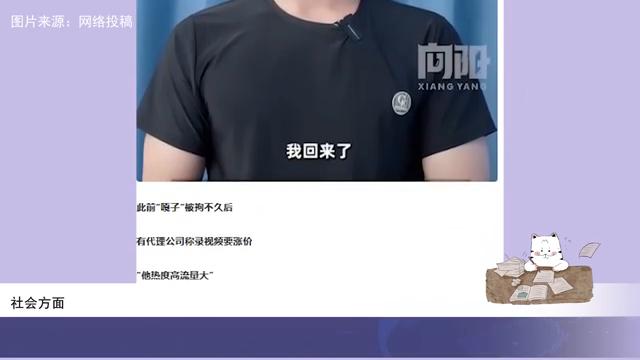 图片来源：网络投稿
向阳
XIANG YANG
我回来了
此前"嘎子"被拘不久后
有代理公司称录视频要涨价
"他热度高流量大"
社会方面